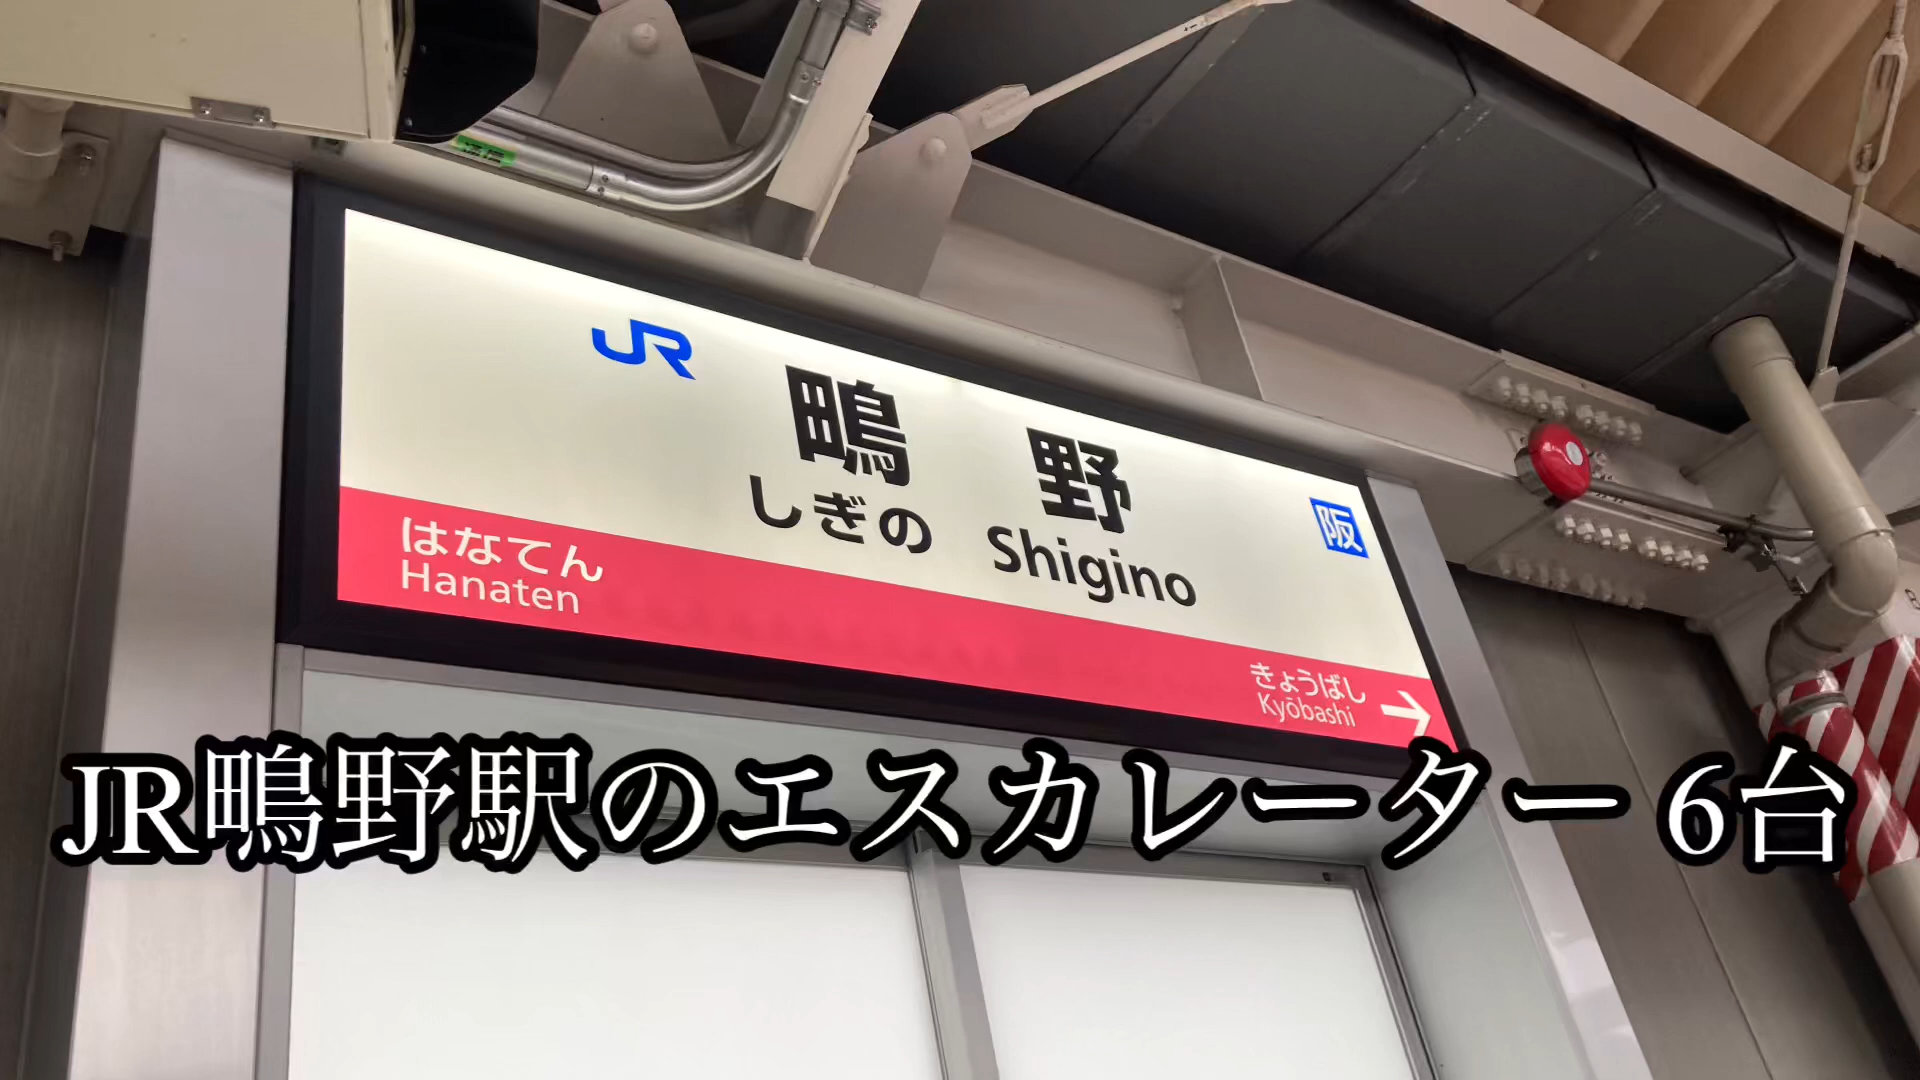 JR
鴫野
しぎの Shigino
阪
はなてん
Hanaten
きょうばし
Kyōbashi →
JR鴫野駅のエスカレーター 6台